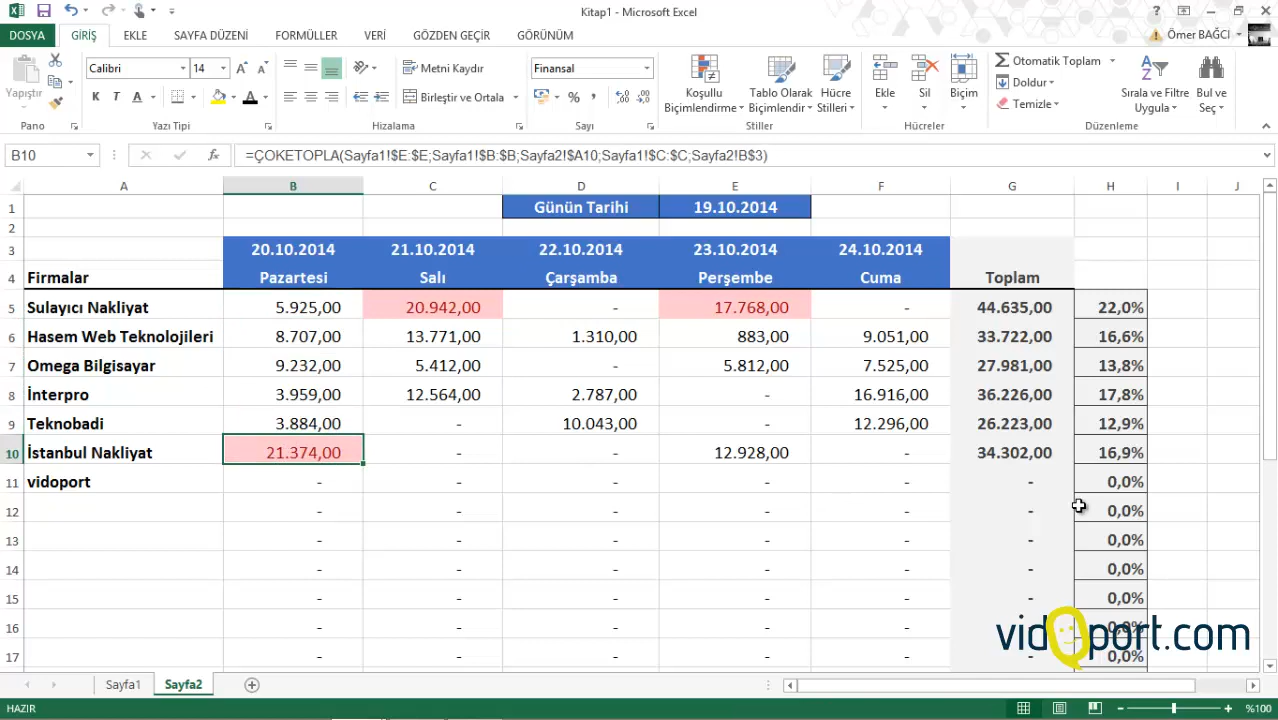 Kitap1 - Microsoft Excel
DOSYA GİRİŞ EKLE SAYFA DÜZENİ FORMÜLLER VERİ GÖZDEN GEÇİR GÖRÜNÜM Ömer BAĞCI
Yapıştır
Calibri 14
K T A
Metni Kaydır
Birleştir ve Ortala
Finansal
Koşullu Biçimlendirme
Tablo Olarak Biçimlendir
Hücre Stilleri
Ekle Sil Biçim
Otomatik Toplam
Doldur
Temizle
Sırala ve Filtre Uygula
Bul ve Seç
Pano Yazı Tipi Hizalama Sayı Stiller Hücreler Düzenleme
B10 fx =ÇOKETOPLA(Sayfa1!$E:$E;Sayfa1!$B:$B;Sayfa2!$A10;Sayfa1!$C:$C;Sayfa2!B$3)
A B C D E F G H I J
1 Günün Tarihi 19.10.2014
2
3 20.10.2014 21.10.2014 22.10.2014 23.10.2014 24.10.2014
4 Firmalar Pazartesi Salı Çarşamba Perşembe Cuma Toplam
5 Sulayıcı Nakliyat 5.925,00 20.942,00 - 17.768,00 - 44.635,00 22,0%
6 Hasem Web Teknolojileri 8.707,00 13.771,00 1.310,00 883,00 9.051,00 33.722,00 16,6%
7 Omega Bilgisayar 9.232,00 5.412,00 - 5.812,00 7.525,00 27.981,00 13,8%
8 İnterpro 3.959,00 12.564,00 2.787,00 - 16.916,00 36.226,00 17,8%
9 Teknobadi 3.884,00 - 10.043,00 - 12.296,00 26.223,00 12,9%
10 İstanbul Nakliyat 21.374,00 - - 12.928,00 - 34.302,00 16,9%
11 vidoport - - - - - - 0,0%
12 - - - - - - 0,0%
13 - - - - - - 0,0%
14 - - - - - - 0,0%
15 - - - - - - 0,0%
16 - - - - - - 0,0%
17 - - - - - - 0,0%
vidoport.com
Sayfa1 Sayfa2
HAZIR %100